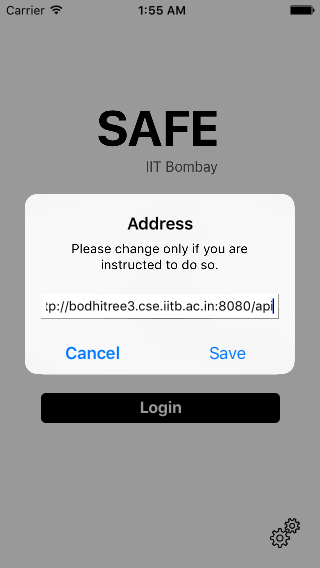 Carrier 1:55 AM
SAFE
IIT Bombay
Address
Please change only if you are
instructed to do so.
tp://bodhitree3.cse.iitb.ac.in:8080/api
Cancel Save
Login